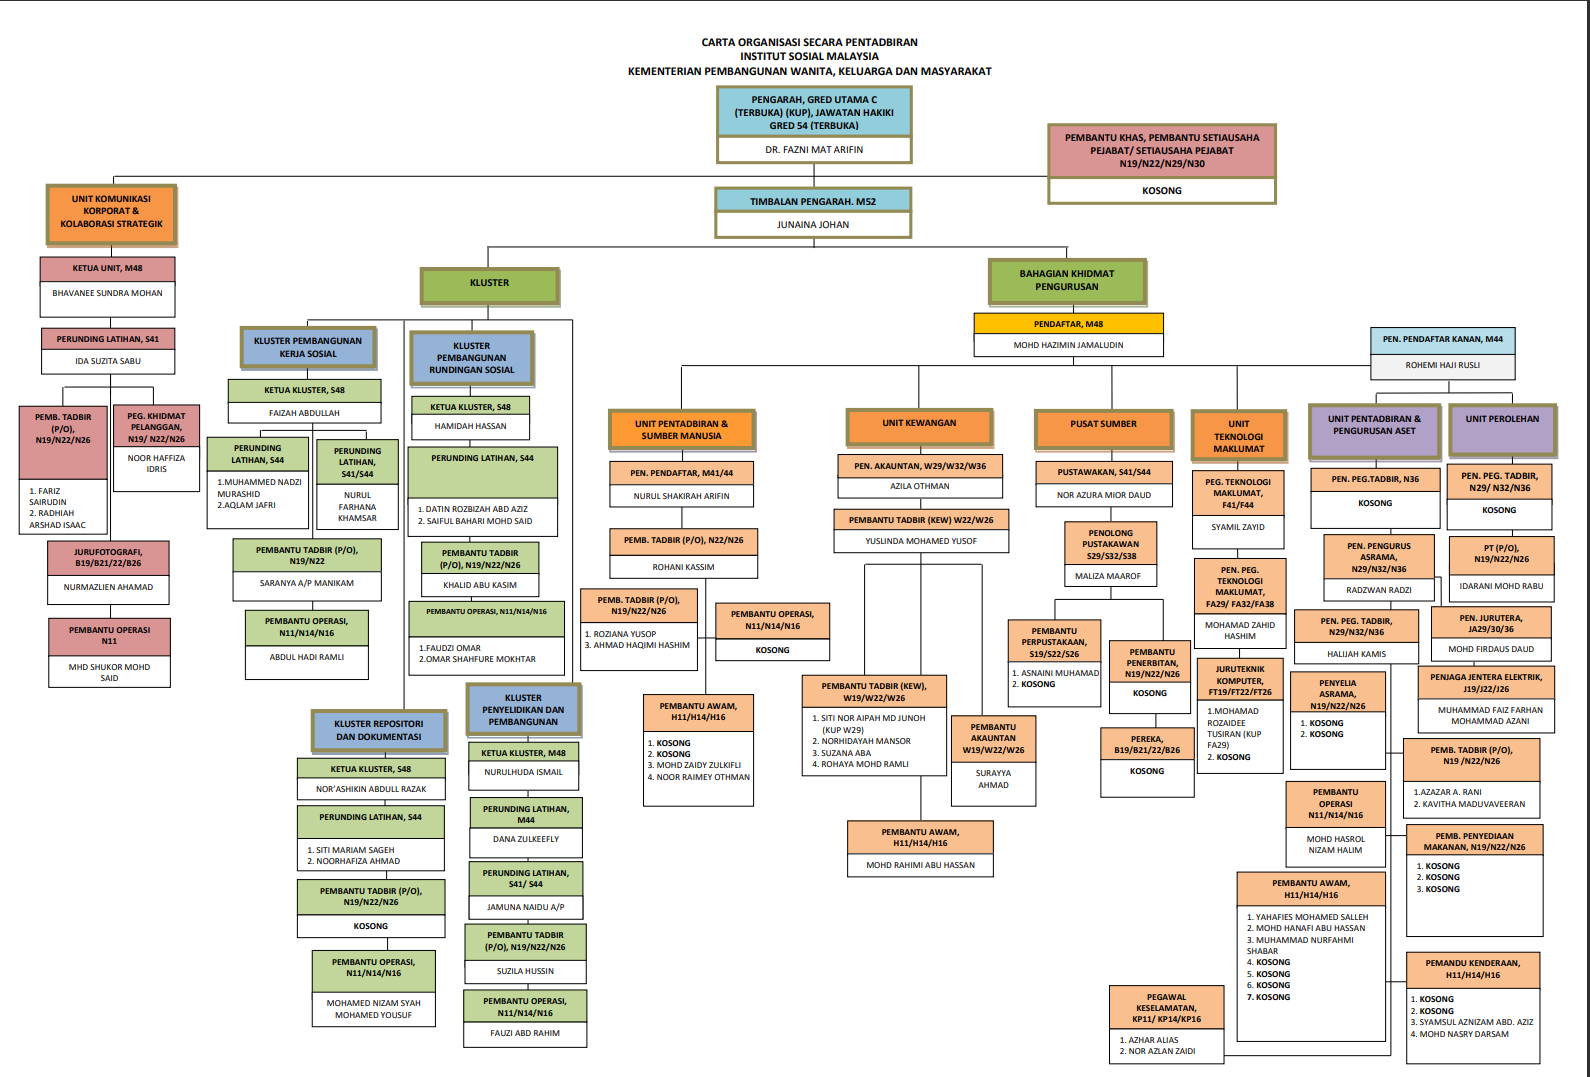 CARTA ORGANISASI SECARA PENTADBIRAN
INSTITUT SOSIAL MALAYSIA
KEMENTERIAN PEMBANGUNAN WANITA, KELUARGA DAN MASYARAKAT
PENGARAH, GRED UTAMA C
(TERBUKA) (KUP), JAWATAN HAKIKI
GRED 54 (TERBUKA)
DR. FAZNI MAT ARIFIN
PEMBANTU KHAS, PEMBANTU SETIAUSAHA
PEJABAT/ SETIAUSAHA PEJABAT
N19/N22/N29/N30
KOSONG
TIMBALAN PENGARAH. M52
JUNAINA JOHAN
UNIT KOMUNIKASI
KORPORAT &
KOLABORASI STRATEGIK
KETUA UNIT, M48
BHAVANEE SUNDRA MOHAN
PERUNDING LATIHAN, S41
IDA SUZITA SABU
PEMB. TADBIR
(P/O),
N19/N22/N26
1. FARIZ
SAIRUDIN
2. RADHIAH
ARSHAD ISAAC
PEG. KHIDMAT
PELANGGAN,
N19/ N22/N26
NOOR HAFFIZA
IDRIS
JURUFOTOGRAFI,
B19/B21/22/B26
NURMAZLIEN AHAMAD
PEMBANTU OPERASI
N11
MHD SHUKOR MOHD
SAID
KLUSTER
KLUSTER PEMBANGUNAN
KERJA SOSIAL
KETUA KLUSTER, S48
FAIZAH ABDULLAH
PERUNDING
LATIHAN, S44
1.MUHAMMED NADZI
MURASHID
2.AQLAM JAFRI
PERUNDING
LATIHAN,
S41/S44
NURUL
FARHANA
KHAMSAR
PEMBANTU TADBIR (P/O),
N19/N22
SARANYA A/P MANIKAM
PEMBANTU OPERASI,
N11/N14/N16
ABDUL HADI RAMLI
KLUSTER
PEMBANGUNAN
RUNDINGAN SOSIAL
KETUA KLUSTER, S48
HAMIDAH HASSAN
PERUNDING LATIHAN, S44
1. DATIN ROZBIZAH ABD AZIZ
2. SAIFUL BAHARI MOHD SAID
PEMBANTU TADBIR
(P/O), N19/N22/N26
KHALID ABU KASIM
PEMBANTU OPERASI, N11/N14/N16
1.FAUDZI OMAR
2.OMAR SHAHFURE MOKHTAR
KLUSTER REPOSITORI
DAN DOKUMENTASI
KETUA KLUSTER, S48
NOR'ASHIKIN ABDULL RAZAK
PERUNDING LATIHAN, S44
1. SITI MARIAM SAGEH
2. NOORHAFIZA AHMAD
PEMBANTU TADBIR (P/O),
N19/N22/N26
KOSONG
PEMBANTU OPERASI,
N11/N14/N16
MOHAMED NIZAM SYAH
MOHAMED YOUSUF
KLUSTER
PENYELIDIKAN DAN
PEMBANGUNAN
KETUA KLUSTER, M48
NURULHUDA ISMAIL
PERUNDING LATIHAN,
M44
DANA ZULKEEFLY
PERUNDING LATIHAN,
S41/ S44
JAMUNA NAIDU A/P
PEMBANTU TADBIR
(P/O), N19/N22/N26
SUZILA HUSSIN
PEMBANTU OPERASI,
N11/N14/N16
FAUZI ABD RAHIM
BAHAGIAN KHIDMAT
PENGURUSAN
PENDAFTAR, M48
MOHD HAZIMIN JAMALUDIN
PEN. PENDAFTAR KANAN, M44
ROHEMI HAJI RUSLI
UNIT PENTADBIRAN &
SUMBER MANUSIA
PEN. PENDAFTAR, M41/44
NURUL SHAKIRAH ARIFIN
PEMB. TADBIR (P/O), N22/N26
ROHANI KASSIM
PEMB. TADBIR (P/O),
N19/N22/N26
1. ROZIANA YUSOP
3. AHMAD HAQIMI HASHIM
PEMBANTU OPERASI,
N11/N14/N16
KOSONG
PEMBANTU AWAM,
H11/H14/H16
1. KOSONG
2. KOSONG
3. MOHD ZAIDY ZULKIFLI
4. NOOR RAIMEY OTHMAN
UNIT KEWANGAN
PEN. AKAUNTAN, W29/W32/W36
AZILA OTHMAN
PEMBANTU TADBIR (KEW) W22/W26
YUSLINDA MOHAMED YUSOF
PEMBANTU TADBIR (KEW),
W19/W22/W26
1. SITI NOR AIPAH MD JUNOH
(KUP W29)
2. NORHIDAYAH MANSOR
3. SUZANA ABA
4. ROHAYA MOHD RAMLI
PEMBANTU
AKAUNTAN
W19/W22/W26
SURAYYA
AHMAD
PEMBANTU AWAM,
H11/H14/H16
MOHD RAHIMI ABU HASSAN
PUSAT SUMBER
PUSTAWAKAN, S41/S44
NOR AZURA MIOR DAUD
PENOLONG
PUSTAKAWAN
S29/S32/S38
MALIZA MAAROF
PEMBANTU
PERPUSTAKAAN,
S19/S22/S26
1. ASNAINI MUHAMAD
2. KOSONG
PEMBANTU
PENERBITAN,
N19/N22/N26
KOSONG
PEREKA,
B19/B21/22/B26
KOSONG
UNIT
TEKNOLOGI
MAKLUMAT
PEG. TEKNOLOGI
MAKLUMAT,
F41/F44
SYAMIL ZAYID
PEN. PEG.
TEKNOLOGI
MAKLUMAT,
FA29/ FA32/FA38
MOHAMAD ZAHID
HASHIM
JURUTEKNIK
KOMPUTER,
FT19/FT22/FT26
1.MOHAMAD
ROZAIDEE
TUSIRAN (KUP
FA29)
2. KOSONG
UNIT PENTADBIRAN &
PENGURUSAN ASET
PEN. PEG.TADBIR, N36
KOSONG
PEN. PENGURUS
ASRAMA,
N29/N32/N36
RADZWAN RADZI
PEN. PEG. TADBIR,
N29/N32/N36
HALIJAH KAMIS
PENYELIA
ASRAMA,
N19/N22/N26
1. KOSONG
2. KOSONG
PEMBANTU
OPERASI
N11/N14/N16
MOHD HASROL
NIZAM HALIM
PEMBANTU AWAM,
H11/H14/H16
1. YAHAFIES MOHAMED SALLEH
2. MOHD HANAFI ABU HASSAN
3. MUHAMMAD NURFAHMI
SHABAR
4. KOSONG
5. KOSONG
6. KOSONG
7. KOSONG
PEGAWAL
KESELAMATAN,
KP11/ KP14/KP16
1. AZHAR ALIAS
2. NOR AZLAN ZAIDI
UNIT PEROLEHAN
PEN. PEG. TADBIR,
N29/ N32/N36
KOSONG
PT (P/O),
N19/N22/N26
IDARANI MOHD RABU
PEN. JURUTERA,
JA29/30/36
MOHD FIRDAUS DAUD
PENJAGA JENTERA ELEKTRIK,
J19/J22/J26
MUHAMMAD FAIZ FARHAN
MOHAMMAD AZANI
PEMB. TADBIR (P/O),
N19 /N22/N26
1.AZAZAR A. RANI
2. KAVITHA MADUVAVEERAN
PEMB. PENYEDIAAN
MAKANAN, N19/N22/N26
1. KOSONG
2. KOSONG
3. KOSONG
PEMANDU KENDERAAN,
H11/H14/H16
1. KOSONG
2. KOSONG
3. SYAMSUL AZNIZAM ABD. AZIZ
4. MOHD NASRY DARSAM